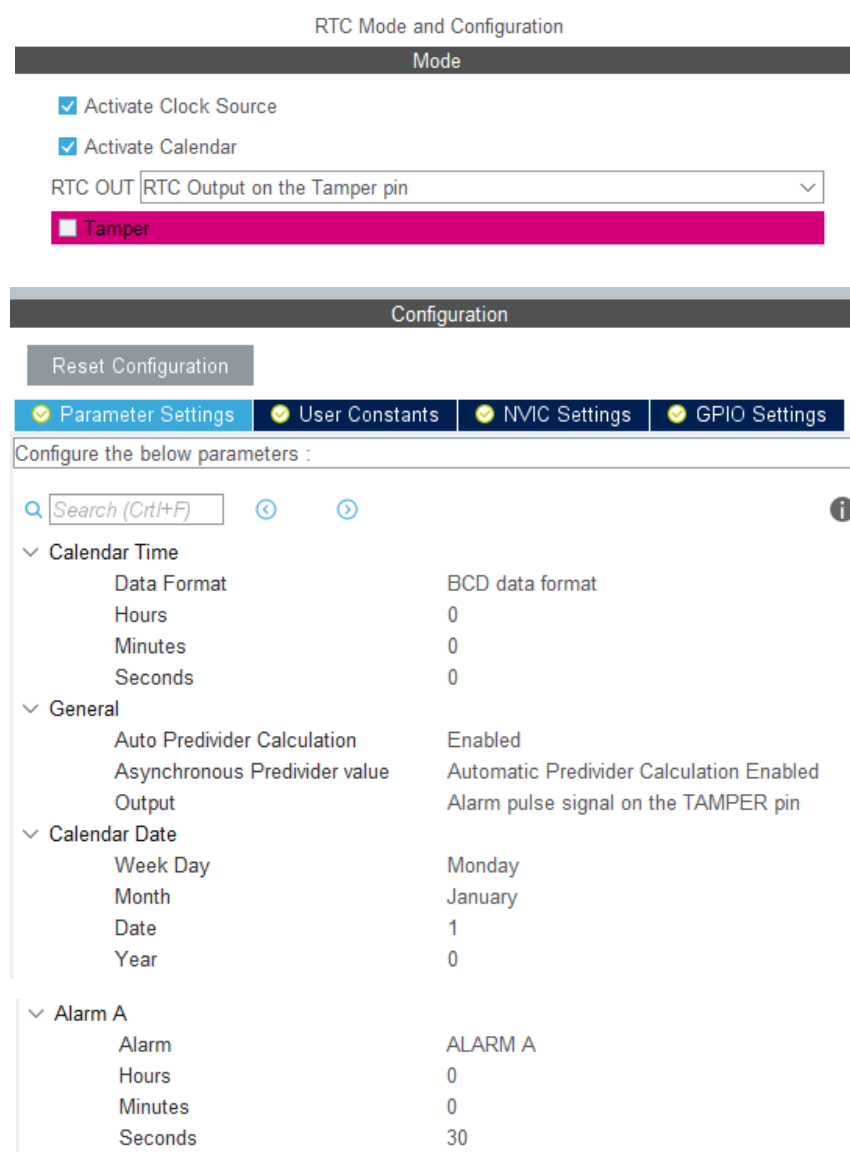 RTC Mode and Configuration
Mode
Activate Clock Source
Activate Calendar
RTC OUT RTC Output on the Tamper pin
Tamper
Configuration
Reset Configuration
Parameter Settings User Constants NVIC Settings GPIO Settings
Configure the below parameters :
Search (Crtl+F)
Calendar Time
Data Format BCD data format
Hours 0
Minutes 0
Seconds 0
General
Auto Predivider Calculation Enabled
Asynchronous Predivider value Automatic Predivider Calculation Enabled
Output Alarm pulse signal on the TAMPER pin
Calendar Date
Week Day Monday
Month January
Date 1
Year 0
Alarm A
Alarm ALARM A
Hours 0
Minutes 0
Seconds 30